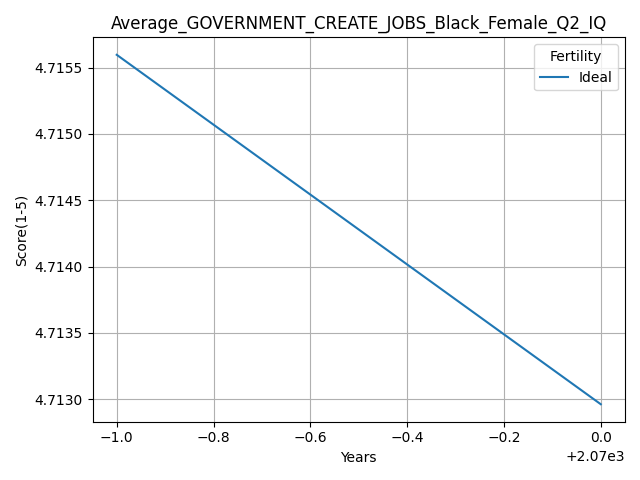 Average_GOVERNMENT_CREATE_JOBS_Black_Female_Q2_IQ
Fertility
Ideal
4.7155
4.7150
4.7145
4.7140
4.7135
4.7130
Score(1-5)
−1.0
−0.8
−0.6
−0.4
−0.2
0.0
+2.07e3
Years